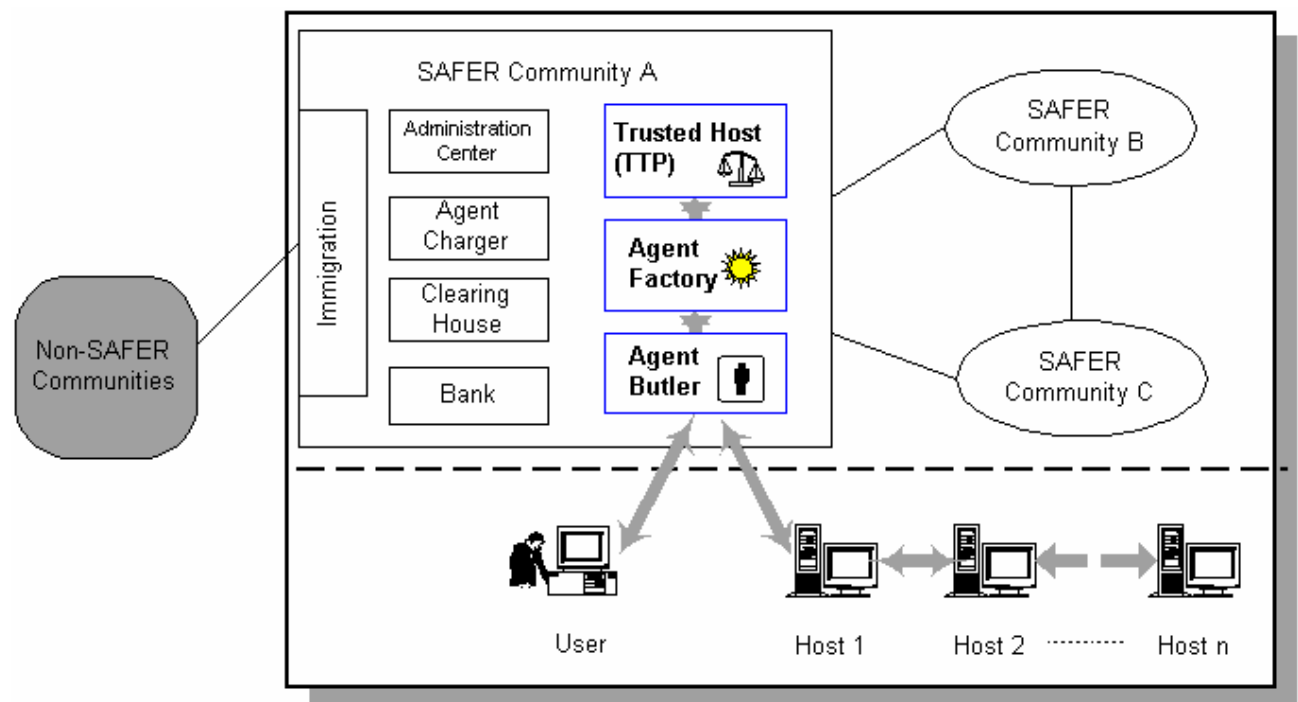 SAFER Community A
Immigration
Administration
Center
Agent
Charger
Clearing
House
Bank
Trusted Host
(TTP)
Agent
Factory
Agent
Butler
SAFER
Community B
SAFER
Community C
Non-SAFER
Communities
User
Host 1
Host 2
Host n